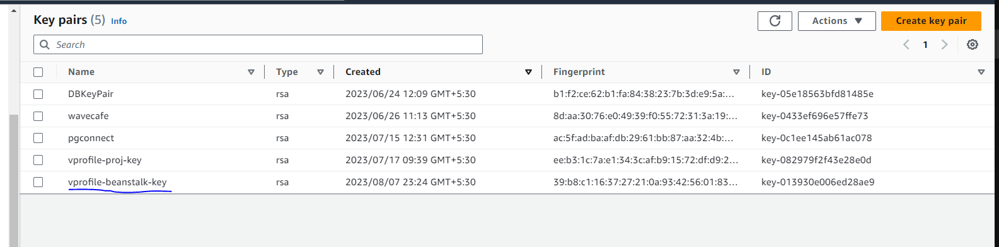 Key pairs (5) Info
Actions
Create key pair
Search
1
Name Type Created Fingerprint ID
DBKeyPair rsa 2023/06/24 12:09 GMT+5:30 b1:f2:ce:62:b1:fa:84:38:23:7b:3d:e9:5a:... key-05e18563bfd81485e
wavecafe rsa 2023/06/26 11:13 GMT+5:30 8d:aa:30:76:e0:49:39:f0:55:72:31:3a:19:... key-0433ef696e57ffe73
pgconnect rsa 2023/07/15 12:31 GMT+5:30 ac:5f:ad:ba:af:db:29:61:bb:87:aa:32:4b:... key-0c1ee145ab61ac078
vprofile-proj-key rsa 2023/07/17 09:39 GMT+5:30 ee:b3:1c:7a:e1:34:3c:af:b9:15:72:df:d9:2... key-082979f2f43e28e0d
vprofile-beanstalk-key rsa 2023/08/07 23:24 GMT+5:30 39:b8:c1:16:37:27:21:0a:93:42:56:01:83... key-013930e006ed28ae9